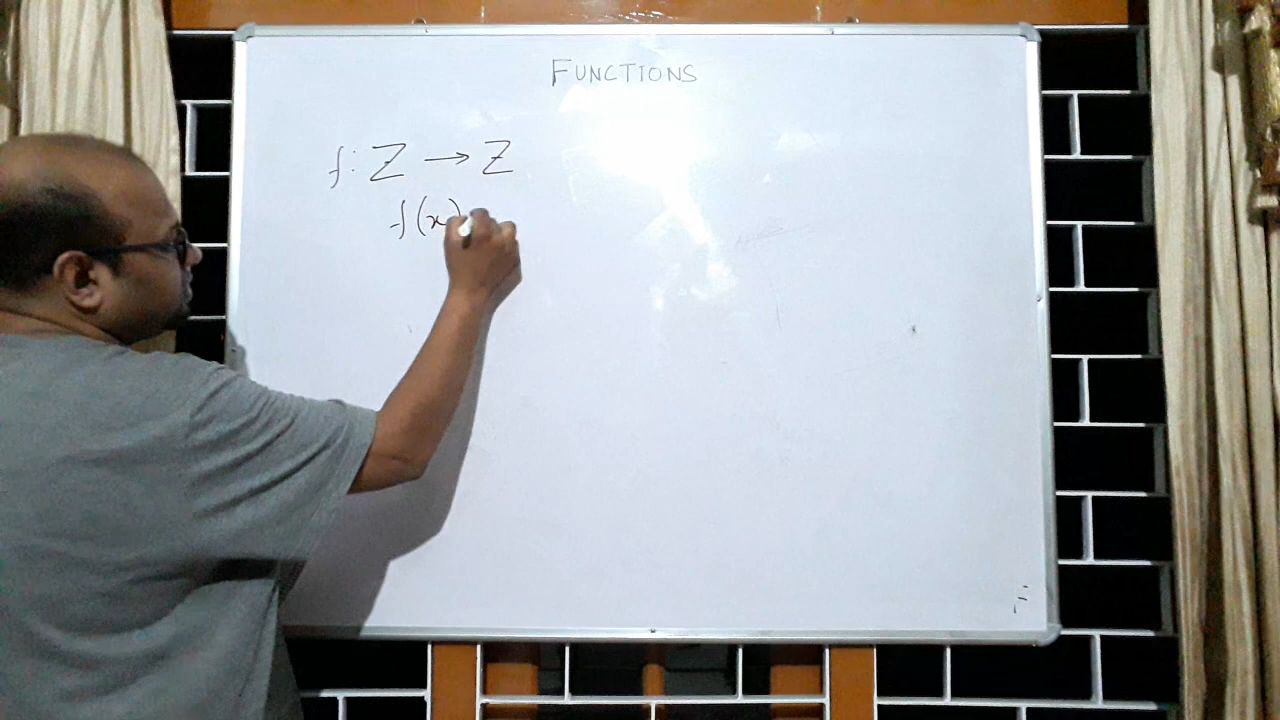 FUNCTIONS
f: Z → Z
f(x)